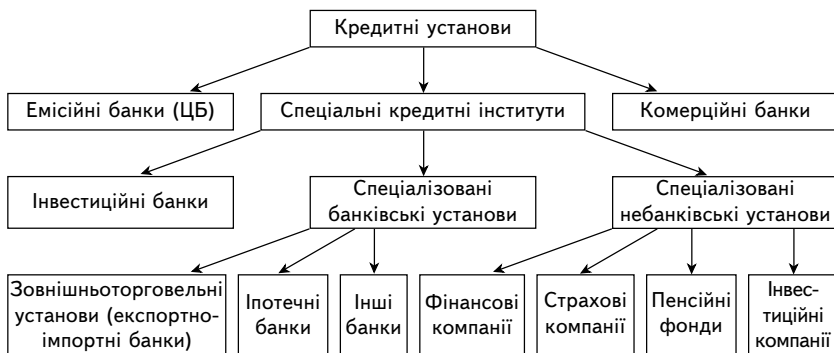 Кредитні установи
Емісійні банки (ЦБ)
Спеціальні кредитні інститути
Комерційні банки
Інвестиційні банки
Спеціалізовані
банківські установи
Спеціалізовані
небанківські установи
Зовнішньоторговельні
установи (експортно-
імпортні банки)
Іпотечні
банки
Інші
банки
Фінансові
компанії
Страхові
компанії
Пенсійні
фонди
Інвес-
тиційні
компанії